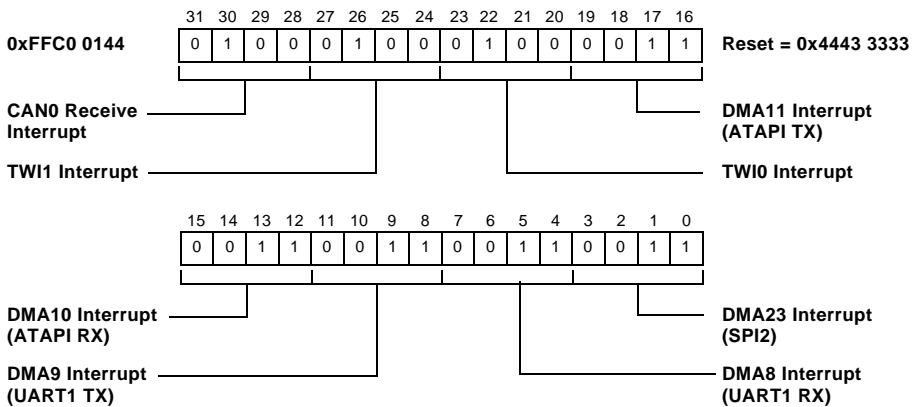 31 30 29 28 27 26 25 24 23 22 21 20 19 18 17 16
0xFFC0 0144
0 1 0 0 0 1 0 0 0 1 0 0 0 0 1 1
Reset = 0x4443 3333
CAN0 Receive
Interrupt
DMA11 Interrupt
(ATAPI TX)
TWI1 Interrupt
TWI0 Interrupt
15 14 13 12 11 10 9 8 7 6 5 4 3 2 1 0
0 0 1 1 0 0 1 1 0 0 1 1 0 0 1 1
DMA10 Interrupt
(ATAPI RX)
DMA23 Interrupt
(SPI2)
DMA9 Interrupt
(UART1 TX)
DMA8 Interrupt
(UART1 RX)